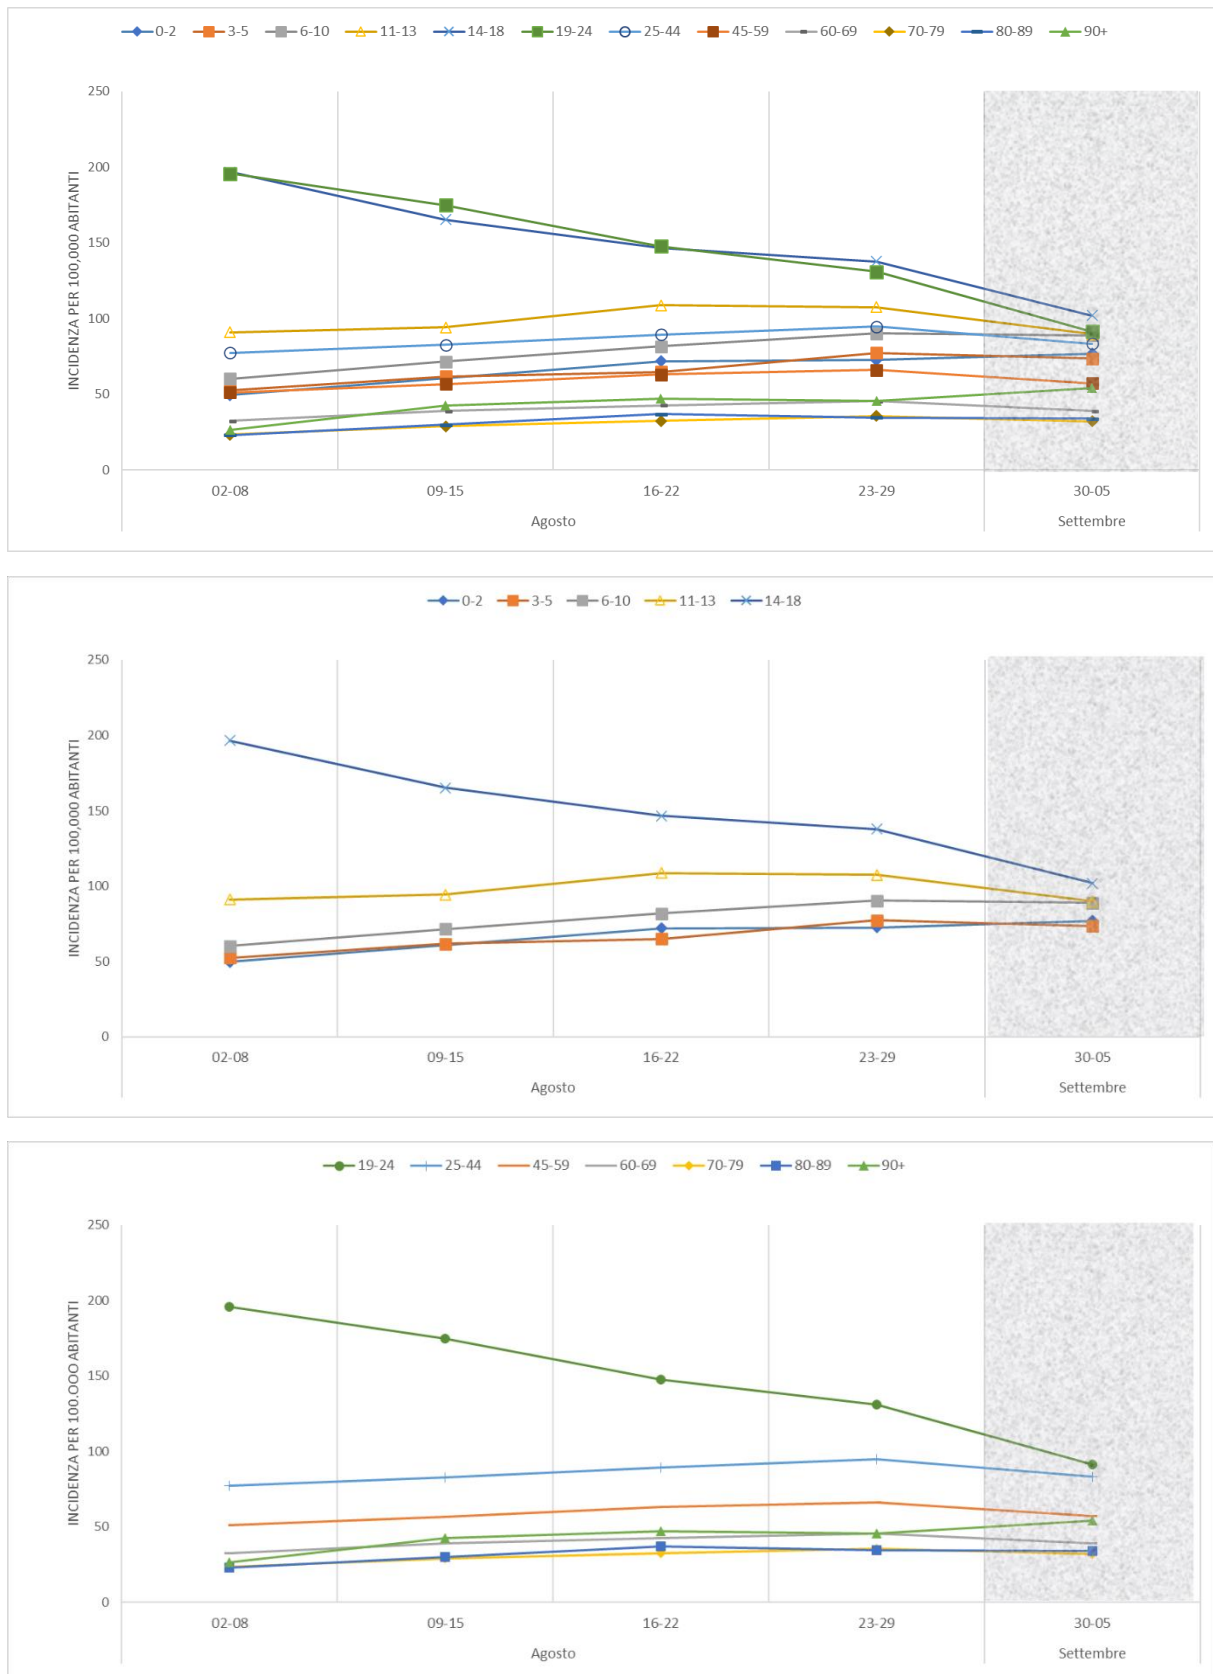 0-2 3-5 6-10 11-13 14-18 19-24 25-44 45-59 60-69 70-79 80-89 90+
INCIDENZA PER 100,000 ABITANTI
250
200
150
100
50
0
02-08 09-15 16-22 23-29 30-05
Agosto Settembre
0-2 3-5 6-10 11-13 14-18
INCIDENZA PER 100,000 ABITANTI
250
200
150
100
50
0
02-08 09-15 16-22 23-29 30-05
Agosto Settembre
19-24 25-44 45-59 60-69 70-79 80-89 90+
INCIDENZA PER 100.OOO ABITANTI
250
200
150
100
50
0
02-08 09-15 16-22 23-29 30-05
Agosto Settembre